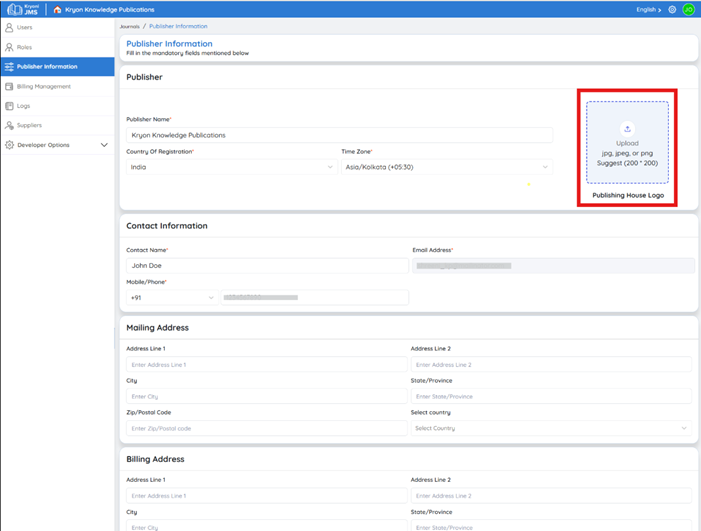 Kryoni JMS
Kryon Knowledge Publications
English
JD
Users
Roles
Publisher Information
Billing Management
Logs
Suppliers
Developer Options
Journals / Publisher Information
Publisher Information
Fill in the mandatory fields mentioned below
Publisher
Publisher Name*
Kryon Knowledge Publications
Country Of Registration*
Time Zone*
India
Asia/Kolkata (+05:30)
Upload
jpg, jpeg, or png
Suggest (200 * 200)
Publishing House Logo
Contact Information
Contact Name*
Email Address*
John Doe
Mobile/Phone*
+91
Mailing Address
Address Line 1
Address Line 2
Enter Address Line 1
Enter Address Line 2
City
State/Province
Enter City
Enter State/Province
Zip/Postal Code
Select country
Enter Zip/Postal code
Select Country
Billing Address
Address Line 1
Address Line 2
Enter Address Line 1
Enter Address Line 2
City
State/Province
Enter City
Enter State/Province